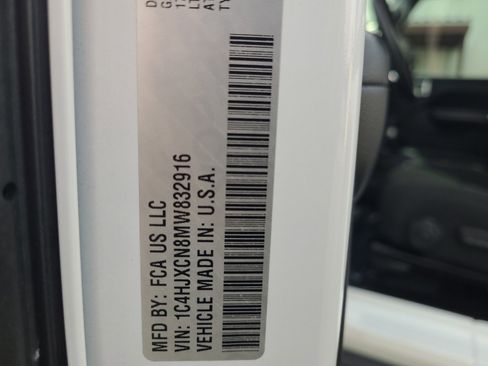 MFD BY: FCA US LLC
VIN: 1C4HJXCN8MW832916
VEHICLE MADE IN: U.S.A.